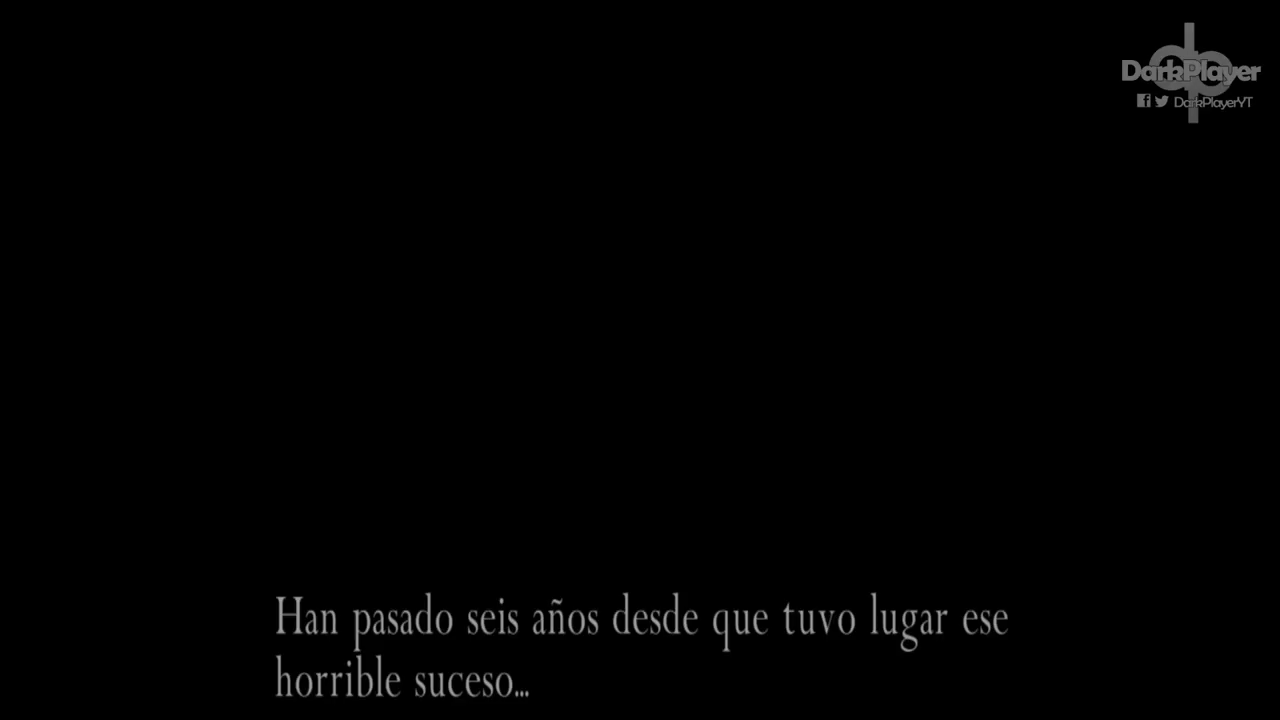 DarkPlayer
DarkPlayerYT
Han pasado seis años desde que tuvo lugar ese
horrible suceso...